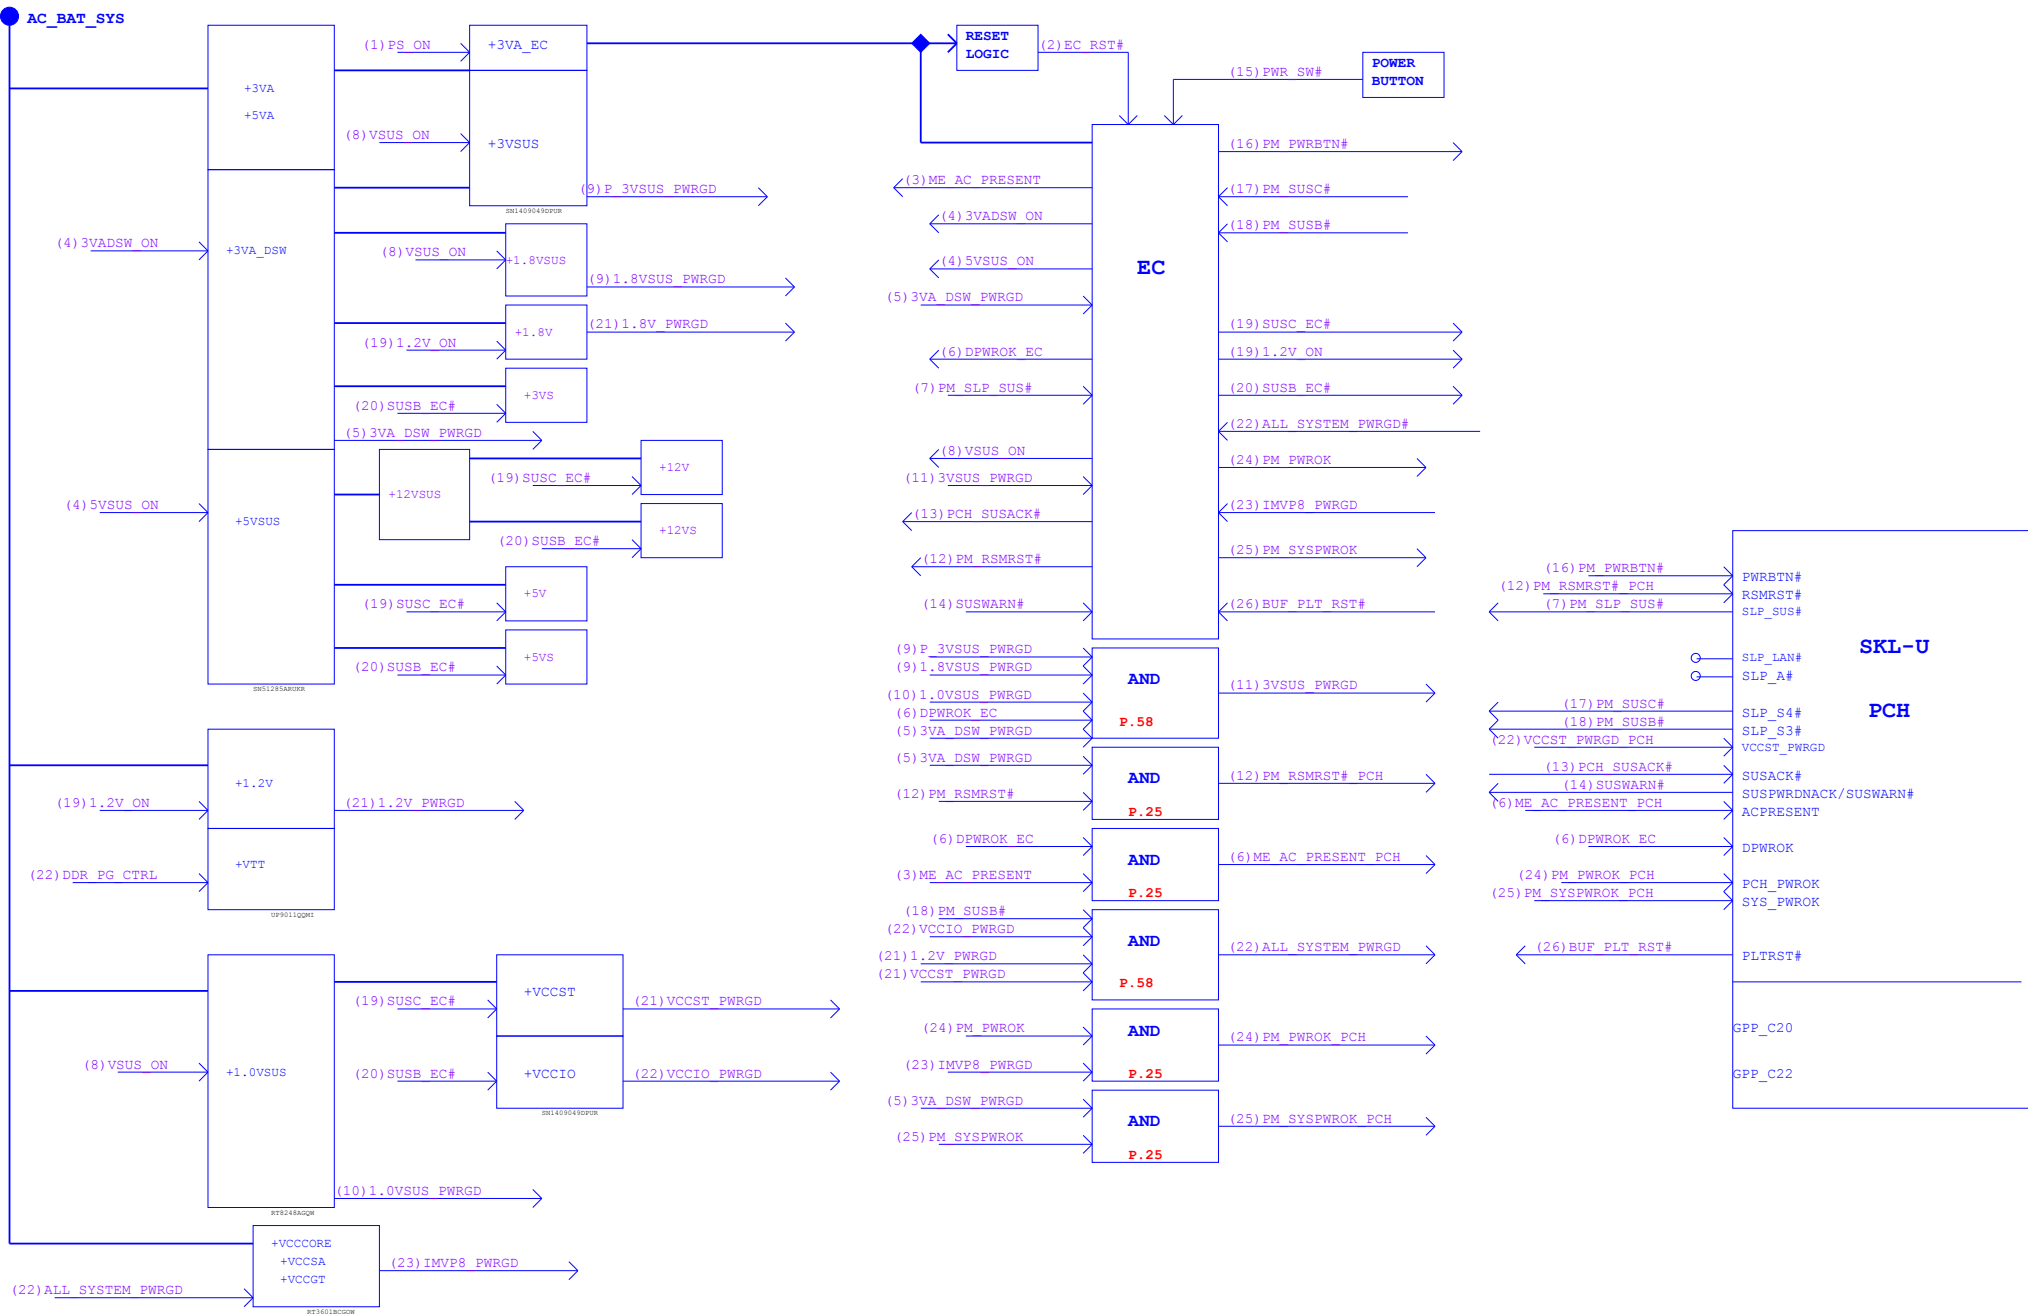 AC_BAT_SYS
+3VA
+5VA
(1)PS_ON
+3VA_EC
(8)VSUS_ON
+3VSUS
(9)P_3VSUS_PWRGD
SN1409049DPUR
(4)3VADSW_ON
+3VA_DSW
(8)VSUS_ON
+1.8VSUS
(9)1.8VSUS_PWRGD
+1.8V
(21)1.8V_PWRGD
(19)1.2V_ON
+3VS
(20)SUSB_EC#
(5)3VA_DSW_PWRGD
(4)5VSUS_ON
+5VSUS
+12VSUS
+12V
(19)SUSC_EC#
+12VS
(20)SUSB_EC#
+5V
(19)SUSC_EC#
+5VS
(20)SUSB_EC#
SN51285ARUKR
+1.2V
(19)1.2V_ON
(21)1.2V_PWRGD
+VTT
(22)DDR_PG_CTRL
UP9011QQMI
(8)VSUS_ON
+1.0VSUS
(19)SUSC_EC#
+VCCST
(21)VCCST_PWRGD
(20)SUSB_EC#
+VCCIO
(22)VCCIO_PWRGD
SN1409049DPUR
(10)1.0VSUS_PWRGD
RT8248AGQW
+VCCCORE
+VCCSA
+VCCGT
(23)IMVP8_PWRGD
(22)ALL_SYSTEM_PWRGD
RT3601BCGQW
RESET
LOGIC
(2)EC_RST#
POWER
BUTTON
(15)PWR_SW#
EC
(3)ME_AC_PRESENT
(4)3VADSW_ON
(4)5VSUS_ON
(5)3VA_DSW_PWRGD
(6)DPWROK_EC
(7)PM_SLP_SUS#
(8)VSUS_ON
(11)3VSUS_PWRGD
(13)PCH_SUSACK#
(12)PM_RSMRST#
(14)SUSWARN#
(16)PM_PWRBTN#
(17)PM_SUSC#
(18)PM_SUSB#
(19)SUSC_EC#
(19)1.2V_ON
(20)SUSB_EC#
(22)ALL_SYSTEM_PWRGD#
(24)PM_PWROK
(23)IMVP8_PWRGD
(25)PM_SYSPWROK
(26)BUF_PLT_RST#
(9)P_3VSUS_PWRGD
(9)1.8VSUS_PWRGD
(10)1.0VSUS_PWRGD
(6)DPWROK_EC
(5)3VA_DSW_PWRGD
AND
P.58
(11)3VSUS_PWRGD
(5)3VA_DSW_PWRGD
(12)PM_RSMRST#
AND
P.25
(12)PM_RSMRST#_PCH
(6)DPWROK_EC
(3)ME_AC_PRESENT
AND
P.25
(6)ME_AC_PRESENT_PCH
(18)PM_SUSB#
(22)VCCIO_PWRGD
(21)1.2V_PWRGD
(21)VCCST_PWRGD
AND
P.58
(22)ALL_SYSTEM_PWRGD
(24)PM_PWROK
(23)IMVP8_PWRGD
AND
P.25
(24)PM_PWROK_PCH
(5)3VA_DSW_PWRGD
(25)PM_SYSPWROK
AND
P.25
(25)PM_SYSPWROK_PCH
SKL-U
PCH
(16)PM_PWRBTN#
PWRBTN#
(12)PM_RSMRST#_PCH
RSMRST#
(7)PM_SLP_SUS#
SLP_SUS#
SLP_LAN#
SLP_A#
(17)PM_SUSC#
SLP_S4#
(18)PM_SUSB#
SLP_S3#
(22)VCCST_PWRGD_PCH
VCCST_PWRGD
(13)PCH_SUSACK#
SUSACK#
(14)SUSWARN#
SUSPWRDNACK/SUSWARN#
(6)ME_AC_PRESENT_PCH
ACPRESENT
(6)DPWROK_EC
DPWROK
(24)PM_PWROK_PCH
PCH_PWROK
(25)PM_SYSPWROK_PCH
SYS_PWROK
(26)BUF_PLT_RST#
PLTRST#
GPP_C20
GPP_C22